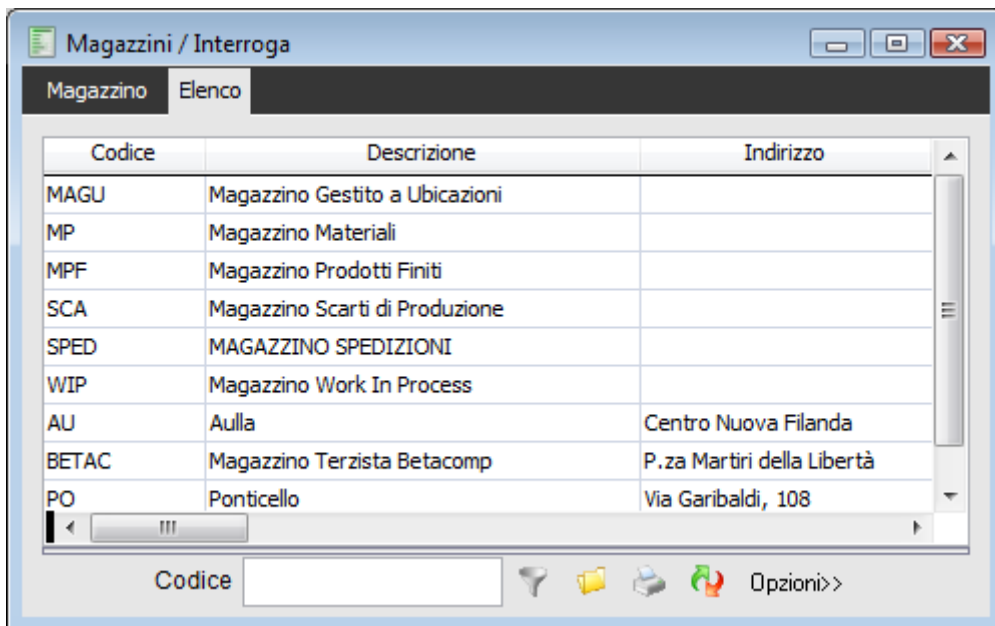 Magazzini / Interroga
Magazzino Elenco
Codice Descrizione Indirizzo
MAGU Magazzino Gestito a Ubicazioni
MP Magazzino Materiali
MPF Magazzino Prodotti Finiti
SCA Magazzino Scarti di Produzione
SPED MAGAZZINO SPEDIZIONI
WIP Magazzino Work In Process
AU Aulla Centro Nuova Filanda
BETAC Magazzino Terzista Betacomp P.za Martiri della Libertà
PO Ponticello Via Garibaldi, 108
Codice Opzioni>>